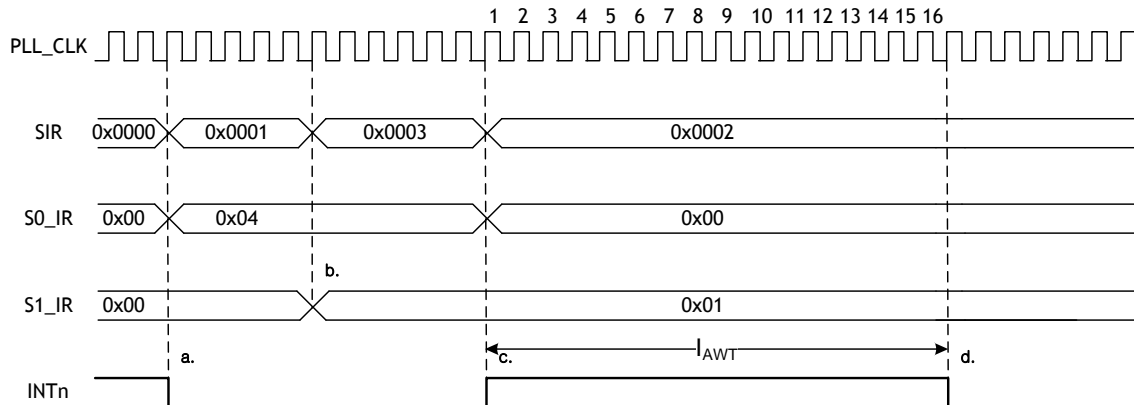 1 2 3 4 5 6 7 8 9 10 11 12 13 14 15 16
PLL_CLK
SIR 0x0000 0x0001 0x0003 0x0002
S0_IR 0x00 0x04 0x00
b.
S1_IR 0x00 0x01
a. c. IAWT d.
INTn